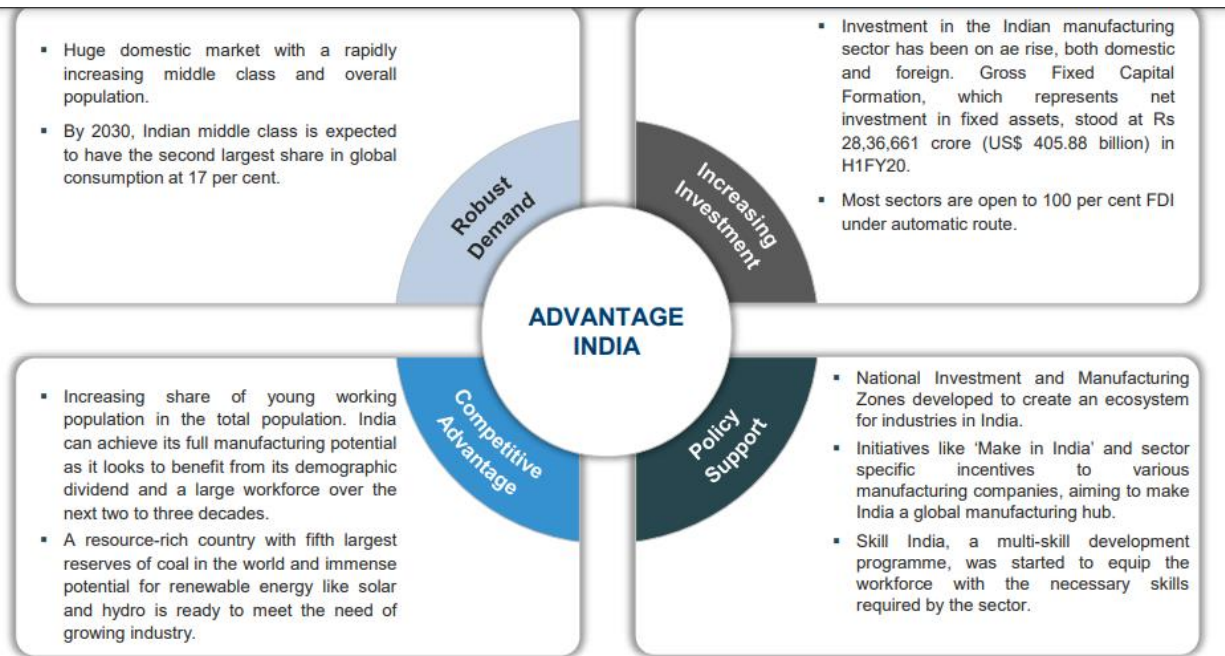 ▪ Huge domestic market with a rapidly
increasing middle class and overall
population.
▪ By 2030, Indian middle class is expected
to have the second largest share in global
consumption at 17 per cent.
Robust
Demand
▪ Investment in the Indian manufacturing
sector has been on ae rise, both domestic
and foreign. Gross Fixed Capital
Formation, which represents net
investment in fixed assets, stood at Rs
28,36,661 crore (US$ 405.88 billion) in
H1FY20.
▪ Most sectors are open to 100 per cent FDI
under automatic route.
Increasing
Investment
ADVANTAGE
INDIA
▪ Increasing share of young working
population in the total population. India
can achieve its full manufacturing potential
as it looks to benefit from its demographic
dividend and a large workforce over the
next two to three decades.
▪ A resource-rich country with fifth largest
reserves of coal in the world and immense
potential for renewable energy like solar
and hydro is ready to meet the need of
growing industry.
Competitive
Advantage
▪ National Investment and Manufacturing
Zones developed to create an ecosystem
for industries in India.
▪ Initiatives like ‘Make in India’ and sector
specific incentives to various
manufacturing companies, aiming to make
India a global manufacturing hub.
▪ Skill India, a multi-skill development
programme, was started to equip the
workforce with the necessary skills
required by the sector.
Policy
Support